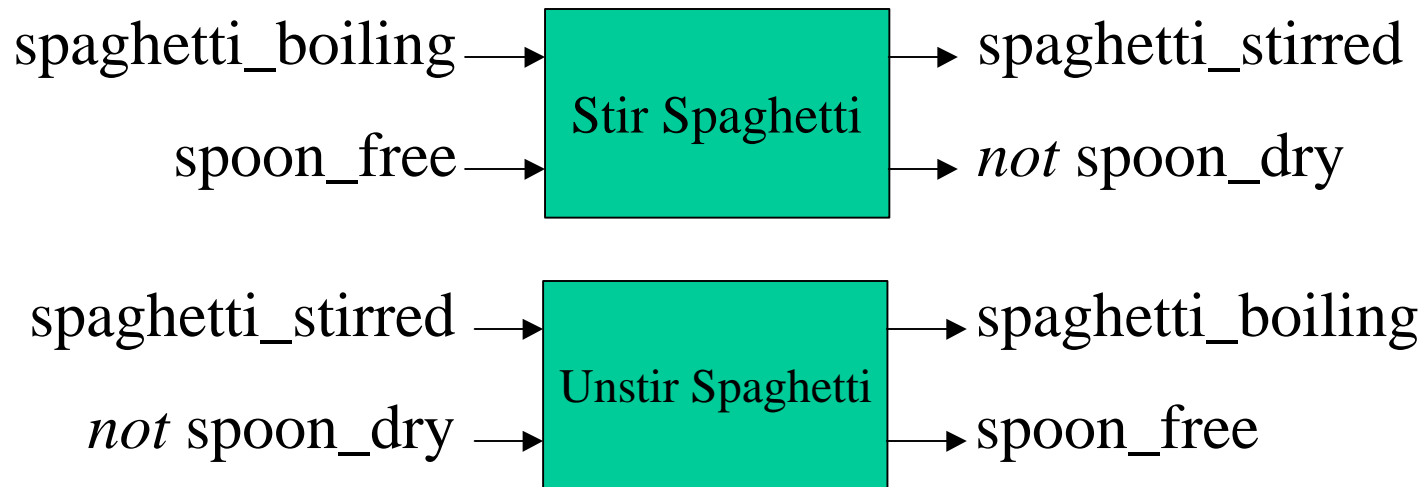 spaghetti_boiling
Stir Spaghetti
spaghetti_stirred
spoon_free
not spoon_dry
spaghetti_stirred
Unstir Spaghetti
spaghetti_boiling
not spoon_dry
spoon_free